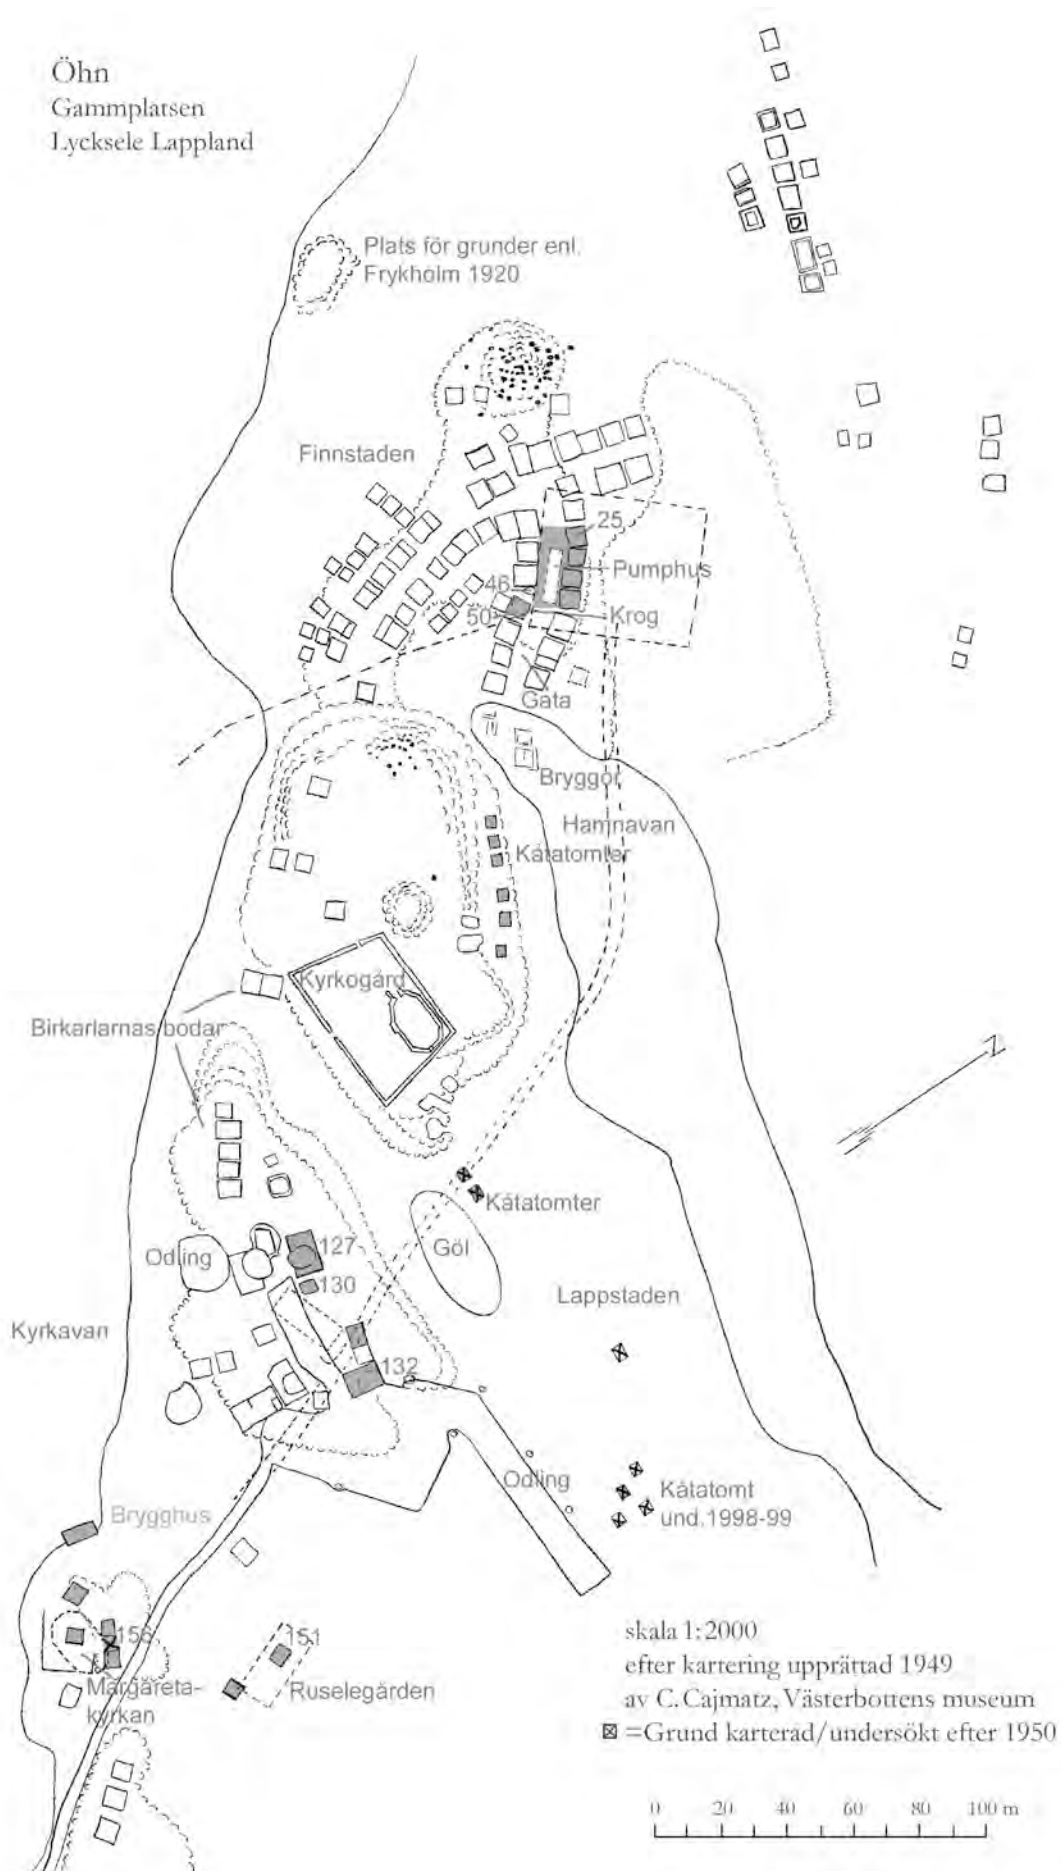 Öhn
Gammplatsen
Lycksele Lappland
Plats för grunder enl.
Frykholm 1920
Finnstaden
25
Pumphus
46
50
Krog
Gata
Bryggor
Hamnavan
Kåtatomter
Kyrkogård
Birkarlarnas bodar
N
Kåtatomter
127
Göl
Odling
130
Lappstaden
Kyrkavan
132
Odling
Kåtatomt
und.1998-99
Brygghus
156
151
Margareta-
kyrkan
Ruselegården
skala 1:2000
efter kartering upprättad 1949
av C. Cajmatz, Västerbottens museum
=Grund karterad/undersökt efter 1950
0 20 40 60 80 100 m